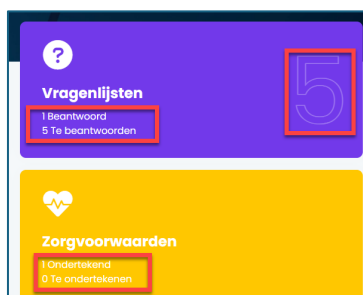 ?
Vragenlijsten
5
1 Beantwoord
5 Te beantwoorden
Zorgvoorwaarden
1 Ondertekend
0 Te ondertekenen